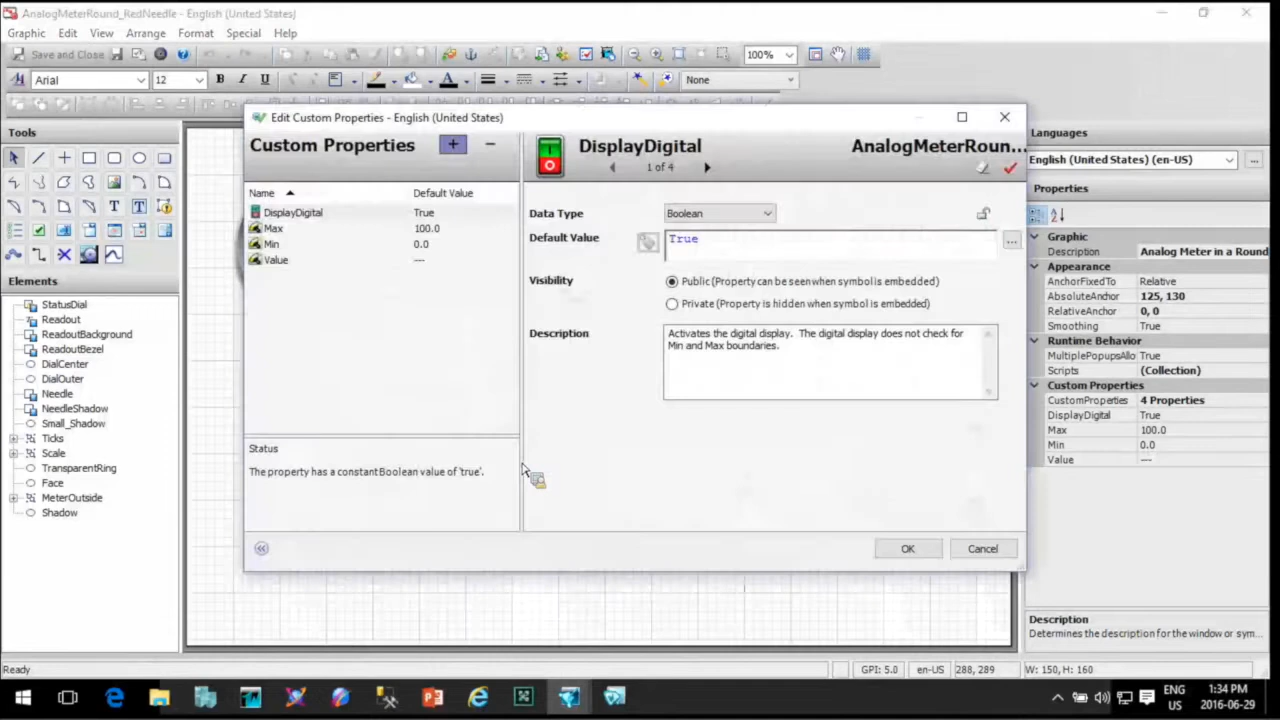 AnalogMeterRound_RedNeedle - English (United States)
Graphic Edit View Arrange Format Special Help
Save and Close 100%
Arial 12 B I U None
Tools
Elements
StatusDial
Readout
ReadoutBackground
ReadoutBezel
DialCenter
DialOuter
Needle
NeedleShadow
Small_Shadow
Ticks
Scale
TransparentRing
Face
MeterOutside
Shadow
Edit Custom Properties - English (United States)
Custom Properties + −
Name Default Value
DisplayDigital True
Max 100.0
Min 0.0
Value ---
Status
The property has a constant Boolean value of 'true'.
DisplayDigital AnalogMeterRoun...
1 of 4
Data Type Boolean
Default Value True ...
Visibility Public (Property can be seen when symbol is embedded)
Private (Property is hidden when symbol is embedded)
Description Activates the digital display. The digital display does not check for
Min and Max boundaries.
OK Cancel
Languages
English (United States) (en-US) ...
Properties
Graphic
Description Analog Meter in a Round
Appearance
AnchorFixedTo Relative
AbsoluteAnchor 125, 130
RelativeAnchor 0, 0
Smoothing True
Runtime Behavior
MultiplePopupsAllo True
Scripts (Collection)
Custom Properties
CustomProperties 4 Properties
DisplayDigital True
Max 100.0
Min 0.0
Value ---
Description
Determines the description for the window or sym...
Ready GPI: 5.0 en-US 288, 289 W: 150, H: 160
ENG
US
1:34 PM
2016-06-29